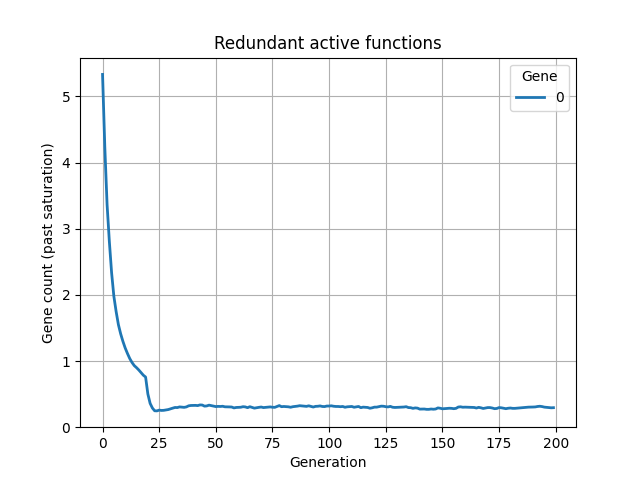 Redundant active functions
Gene
0
Gene count (past saturation)
5
4
3
2
1
0
0 25 50 75 100 125 150 175 200
Generation